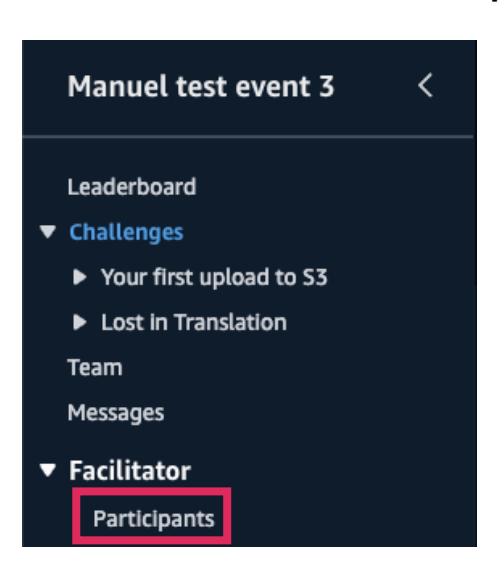 Manuel test event 3
Leaderboard
Challenges
Your first upload to S3
Lost in Translation
Team
Messages
Facilitator
Participants